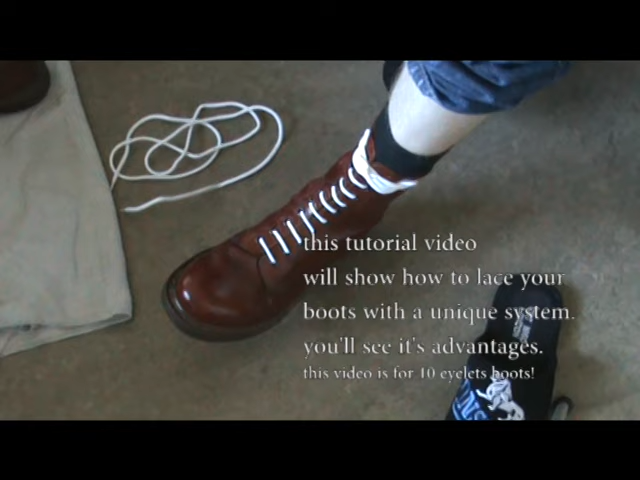 this tutorial video
will show how to lace your
boots with a unique system.
you'll see it's advantages.
this video is for 10 eyelets boots!